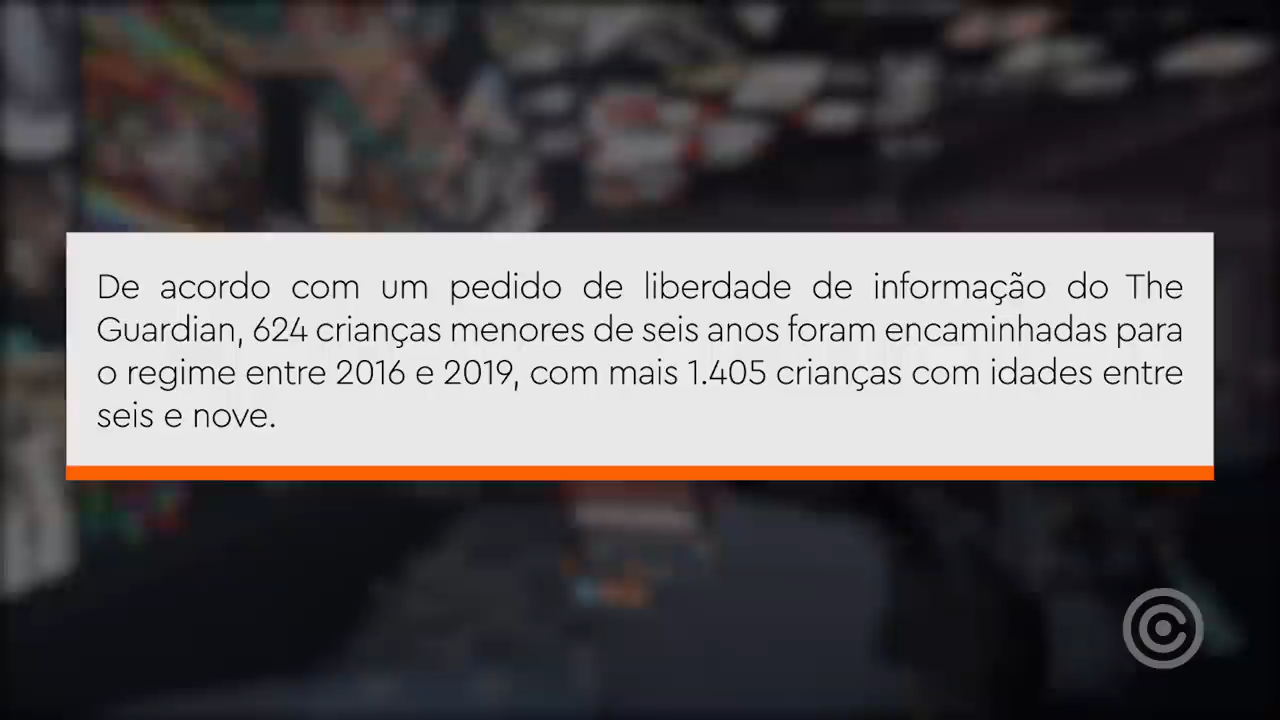 De acordo com um pedido de liberdade de informação do The
Guardian, 624 crianças menores de seis anos foram encaminhadas para
o regime entre 2016 e 2019, com mais 1.405 crianças com idades entre
seis e nove.